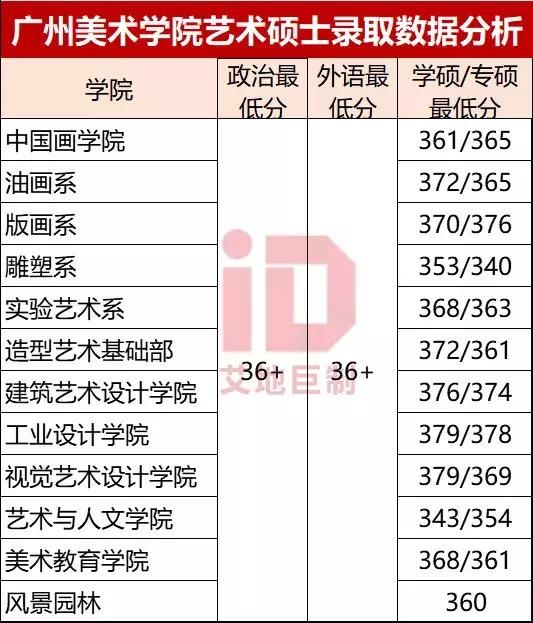 广州美术学院艺术硕士录取数据分析
学院 政治最低分 外语最低分 学硕/专硕最低分
中国画学院 361/365
油画系 372/365
版画系 370/376
雕塑系 353/340
iD
实验艺术系 368/363
造型艺术基础部 372/361
36+ 36+
艾地巨制
建筑艺术设计学院 376/374
工业设计学院 379/378
视觉艺术设计学院 379/369
艺术与人文学院 343/354
美术教育学院 368/361
风景园林 360